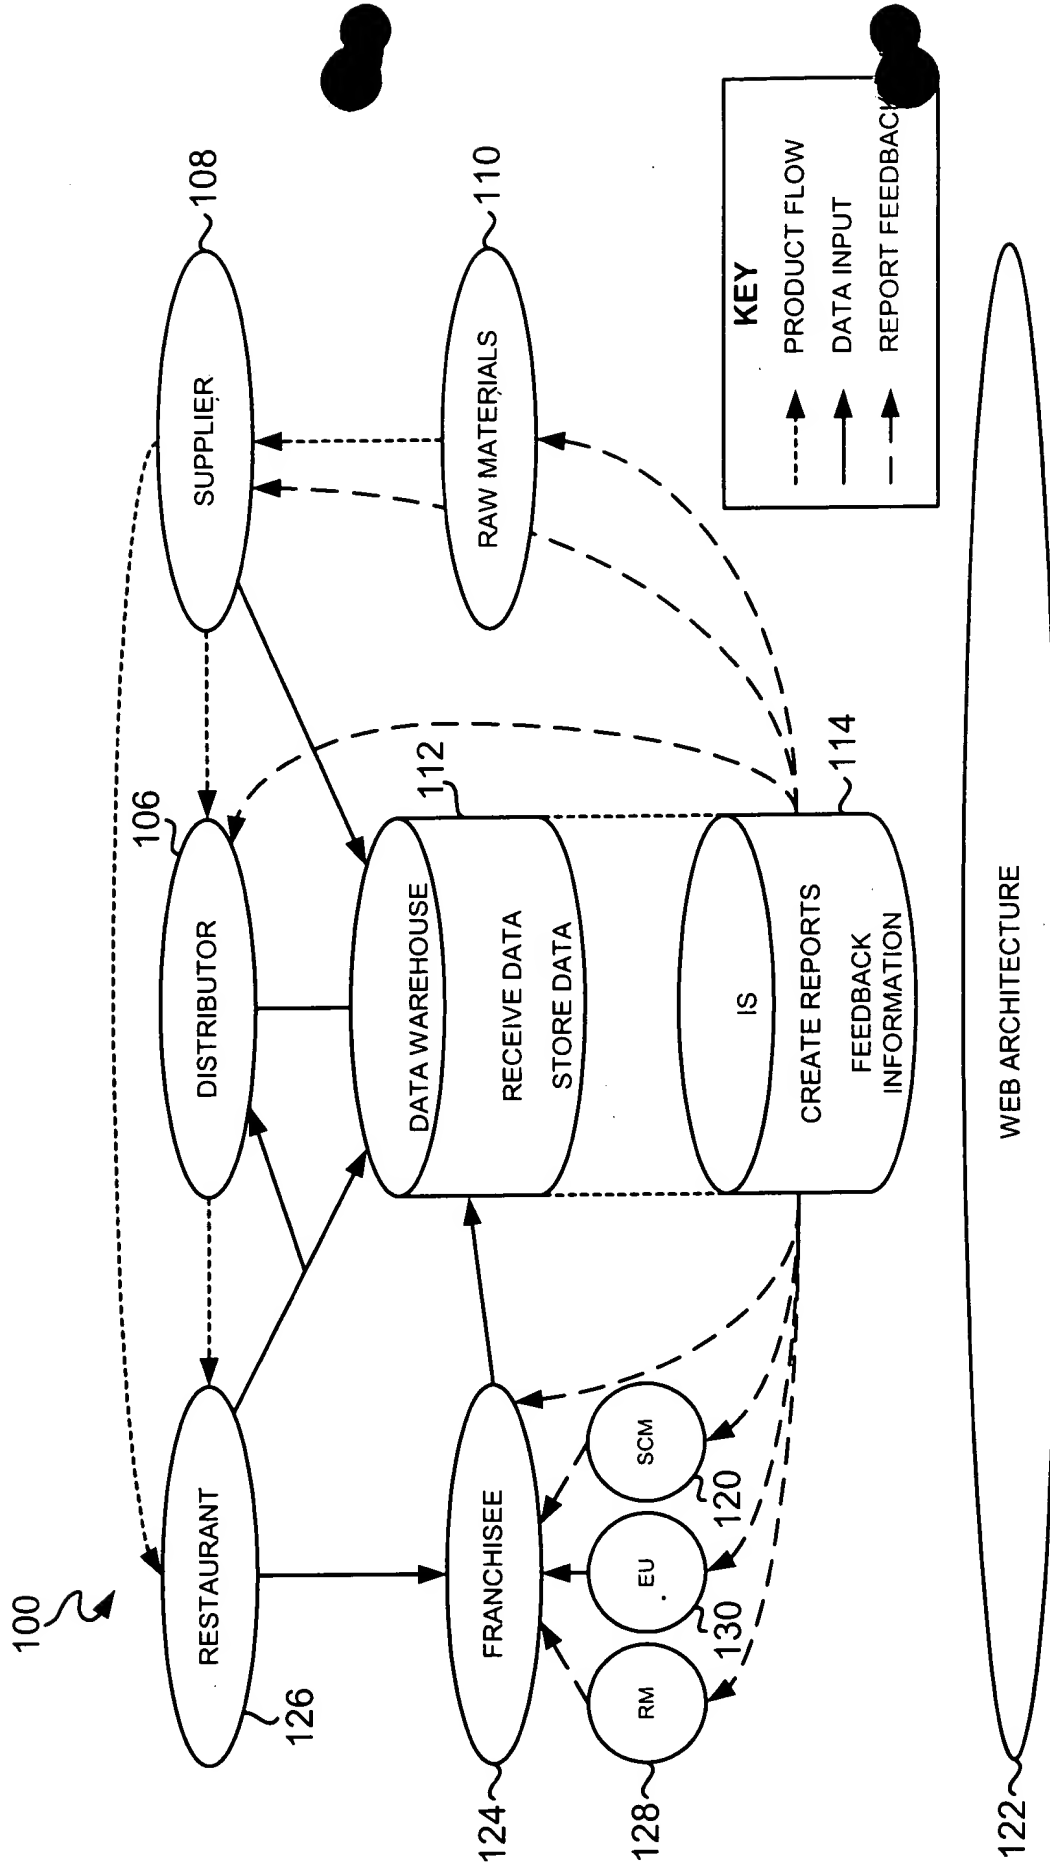 100
126
RESTAURANT
106
DISTRIBUTOR
108
SUPPLIER
124
FRANCHISEE
112
DATA WAREHOUSE
RECEIVE DATA
STORE DATA
110
RAW MATERIALS
128
RM
130
EU
120
SCM
114
IS
CREATE REPORTS
FEEDBACK
INFORMATION
KEY
PRODUCT FLOW
DATA INPUT
REPORT FEEDBACK
122
WEB ARCHITECTURE